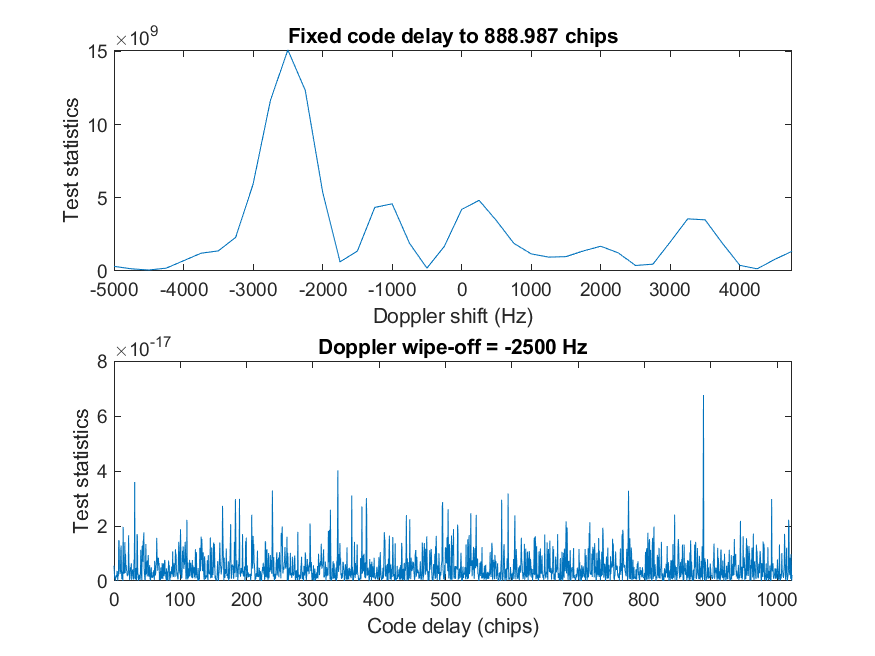 Fixed code delay to 888.987 chips
×10^9
15
10
5
0
Test statistics
-5000 -4000 -3000 -2000 -1000 0 1000 2000 3000 4000
Doppler shift (Hz)
Doppler wipe-off = -2500 Hz
×10^-17
8
6
4
2
0
Test statistics
0 100 200 300 400 500 600 700 800 900 1000
Code delay (chips)